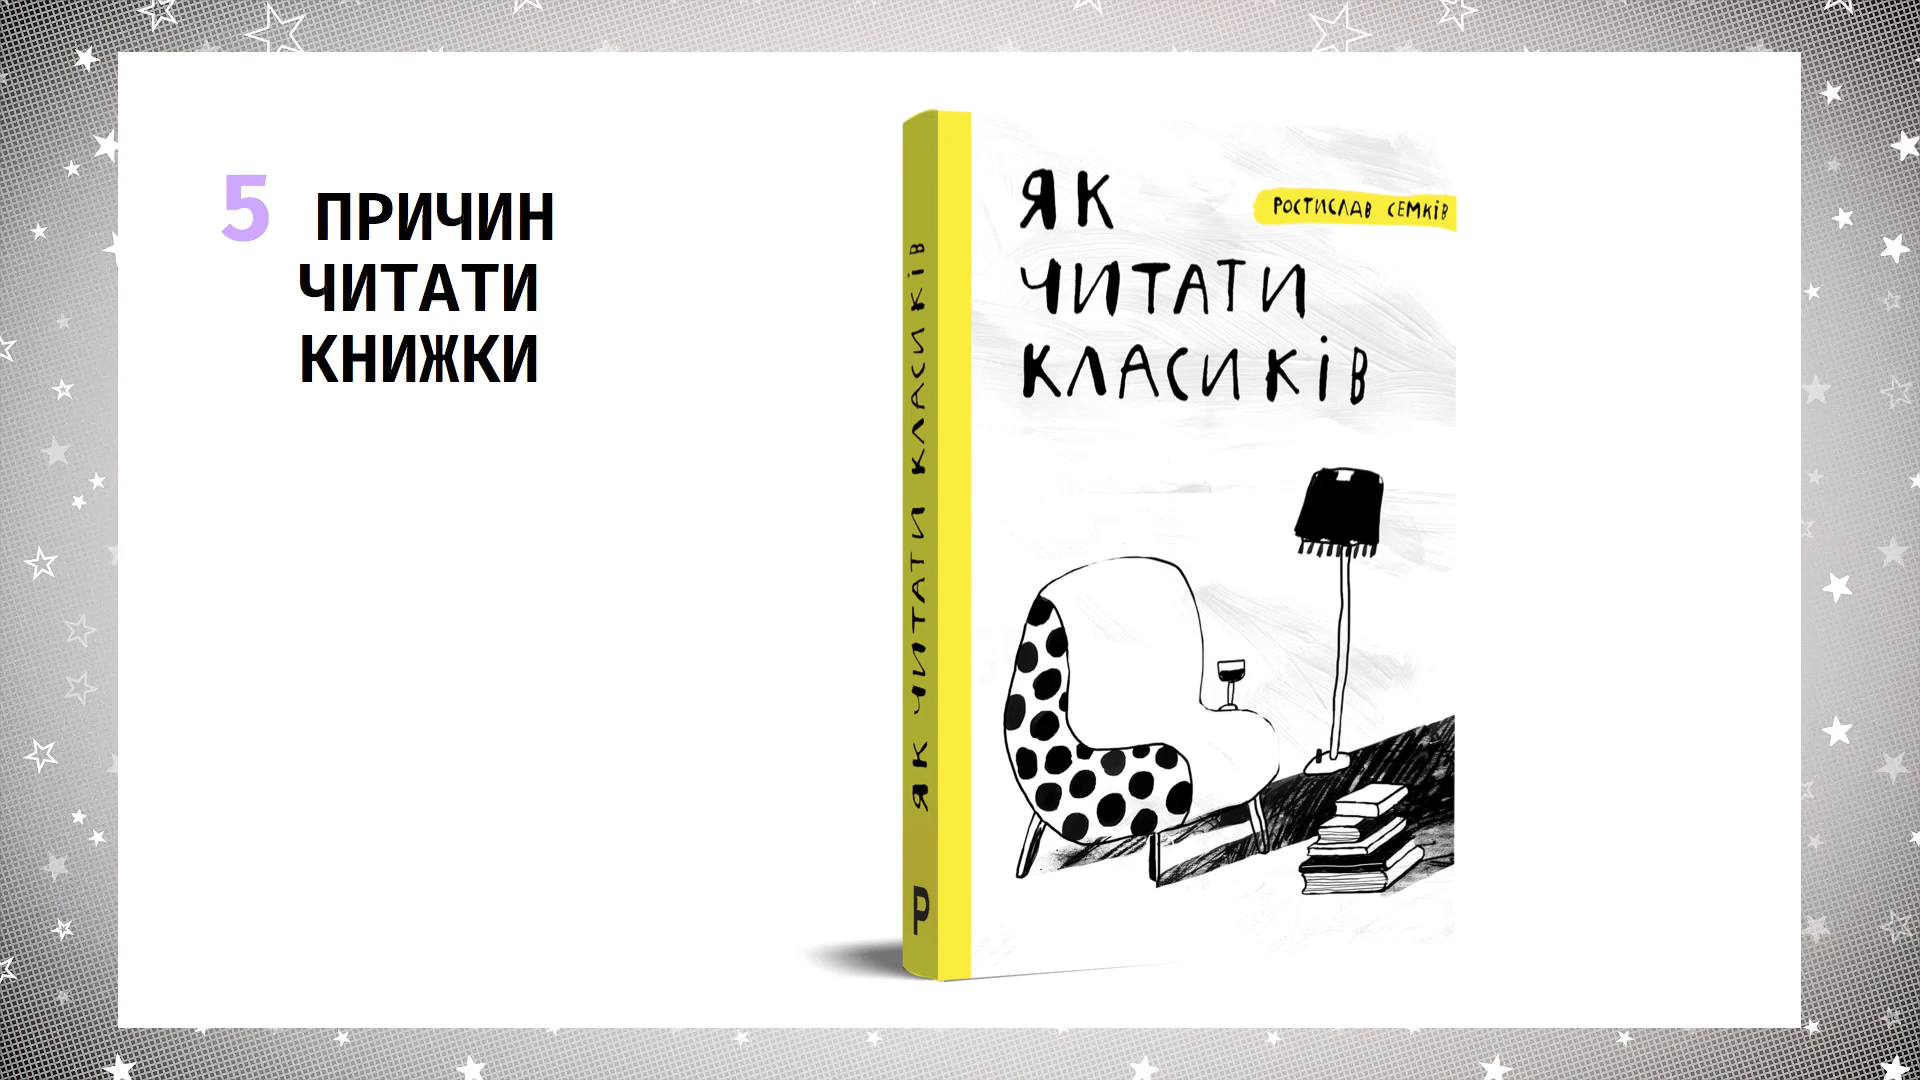 5 ПРИЧИН
ЧИТАТИ
КНИЖКИ
ЯК ЧИТАТИ КЛАСИКІВ
Р
ЯК
РОСТИСЛАВ СЕМКІВ
ЧИТАТИ
КЛАСИКІВ